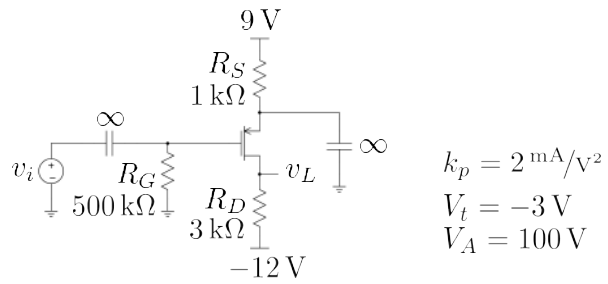 9 V
R_S
1 kΩ
∞
∞
v_i
+
-
R_G
500 kΩ
v_L
R_D
3 kΩ
−12 V
k_p = 2 mA/V²
V_t = −3 V
V_A = 100 V